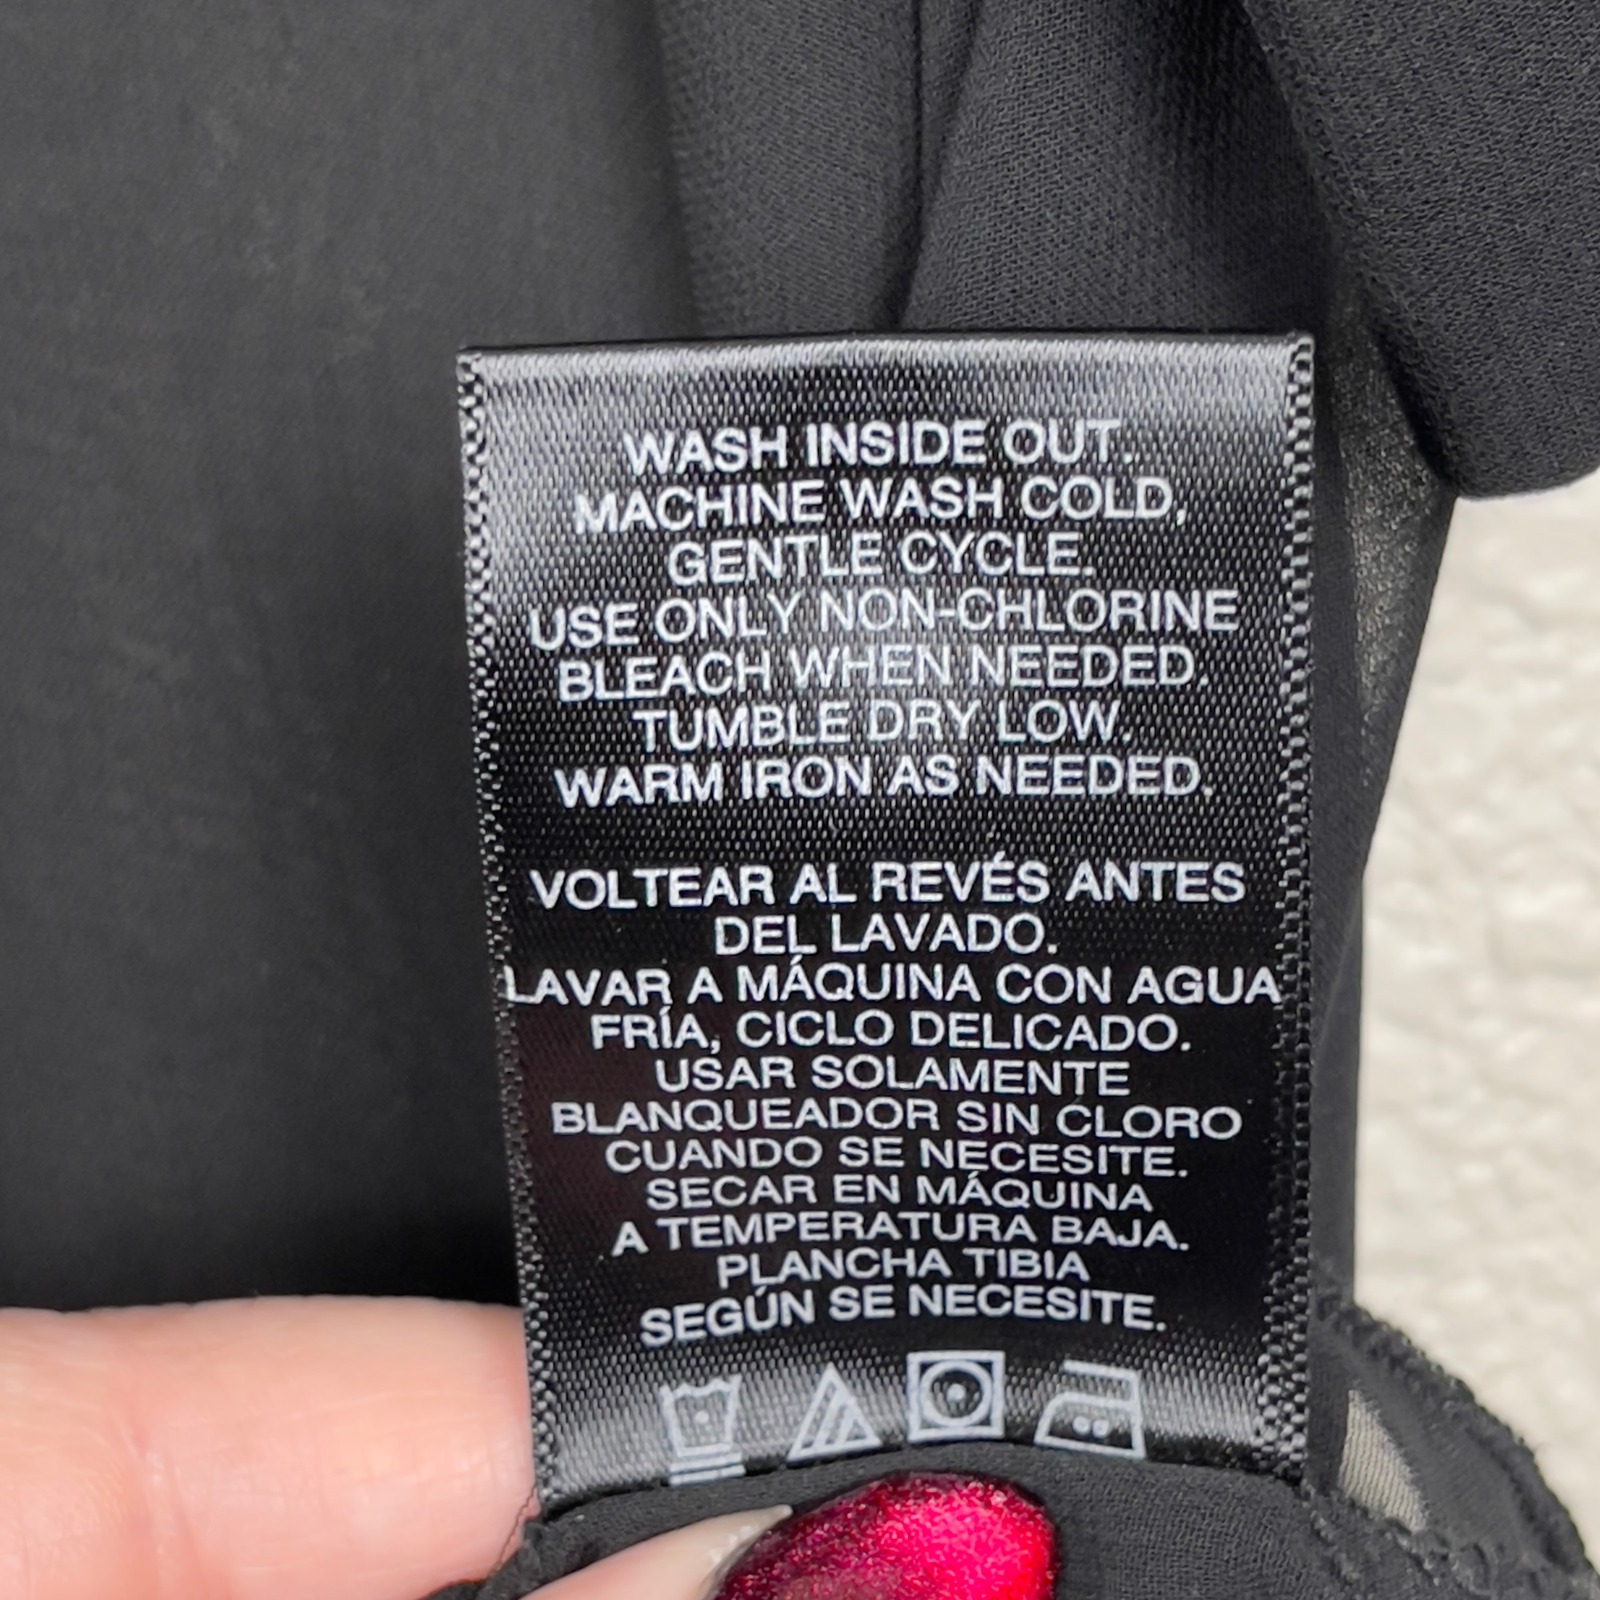 WASH INSIDE OUT.
MACHINE WASH COLD,
GENTLE CYCLE.
USE ONLY NON-CHLORINE
BLEACH WHEN NEEDED.
TUMBLE DRY LOW.
WARM IRON AS NEEDED.
VOLTEAR AL REVÉS ANTES
DEL LAVADO.
LAVAR A MÁQUINA CON AGUA
FRÍA, CICLO DELICADO.
USAR SOLAMENTE
BLANQUEADOR SIN CLORO
CUANDO SE NECESITE.
SECAR EN MÁQUINA
A TEMPERATURA BAJA.
PLANCHA TIBIA
SEGÚN SE NECESITE.